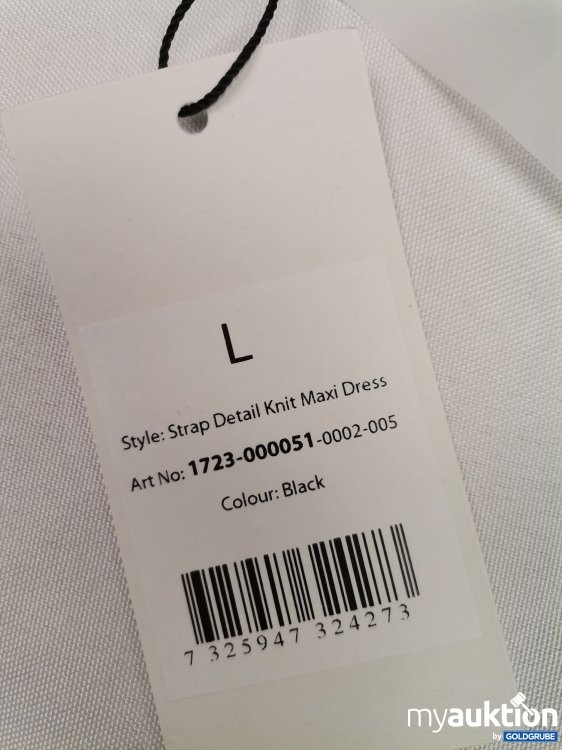 L
Style: Strap Detail Knit Maxi Dress
Art No: 1723-000051-0002-005
Colour: Black
7 325947 324273
myauktion
by GOLDGRUBE